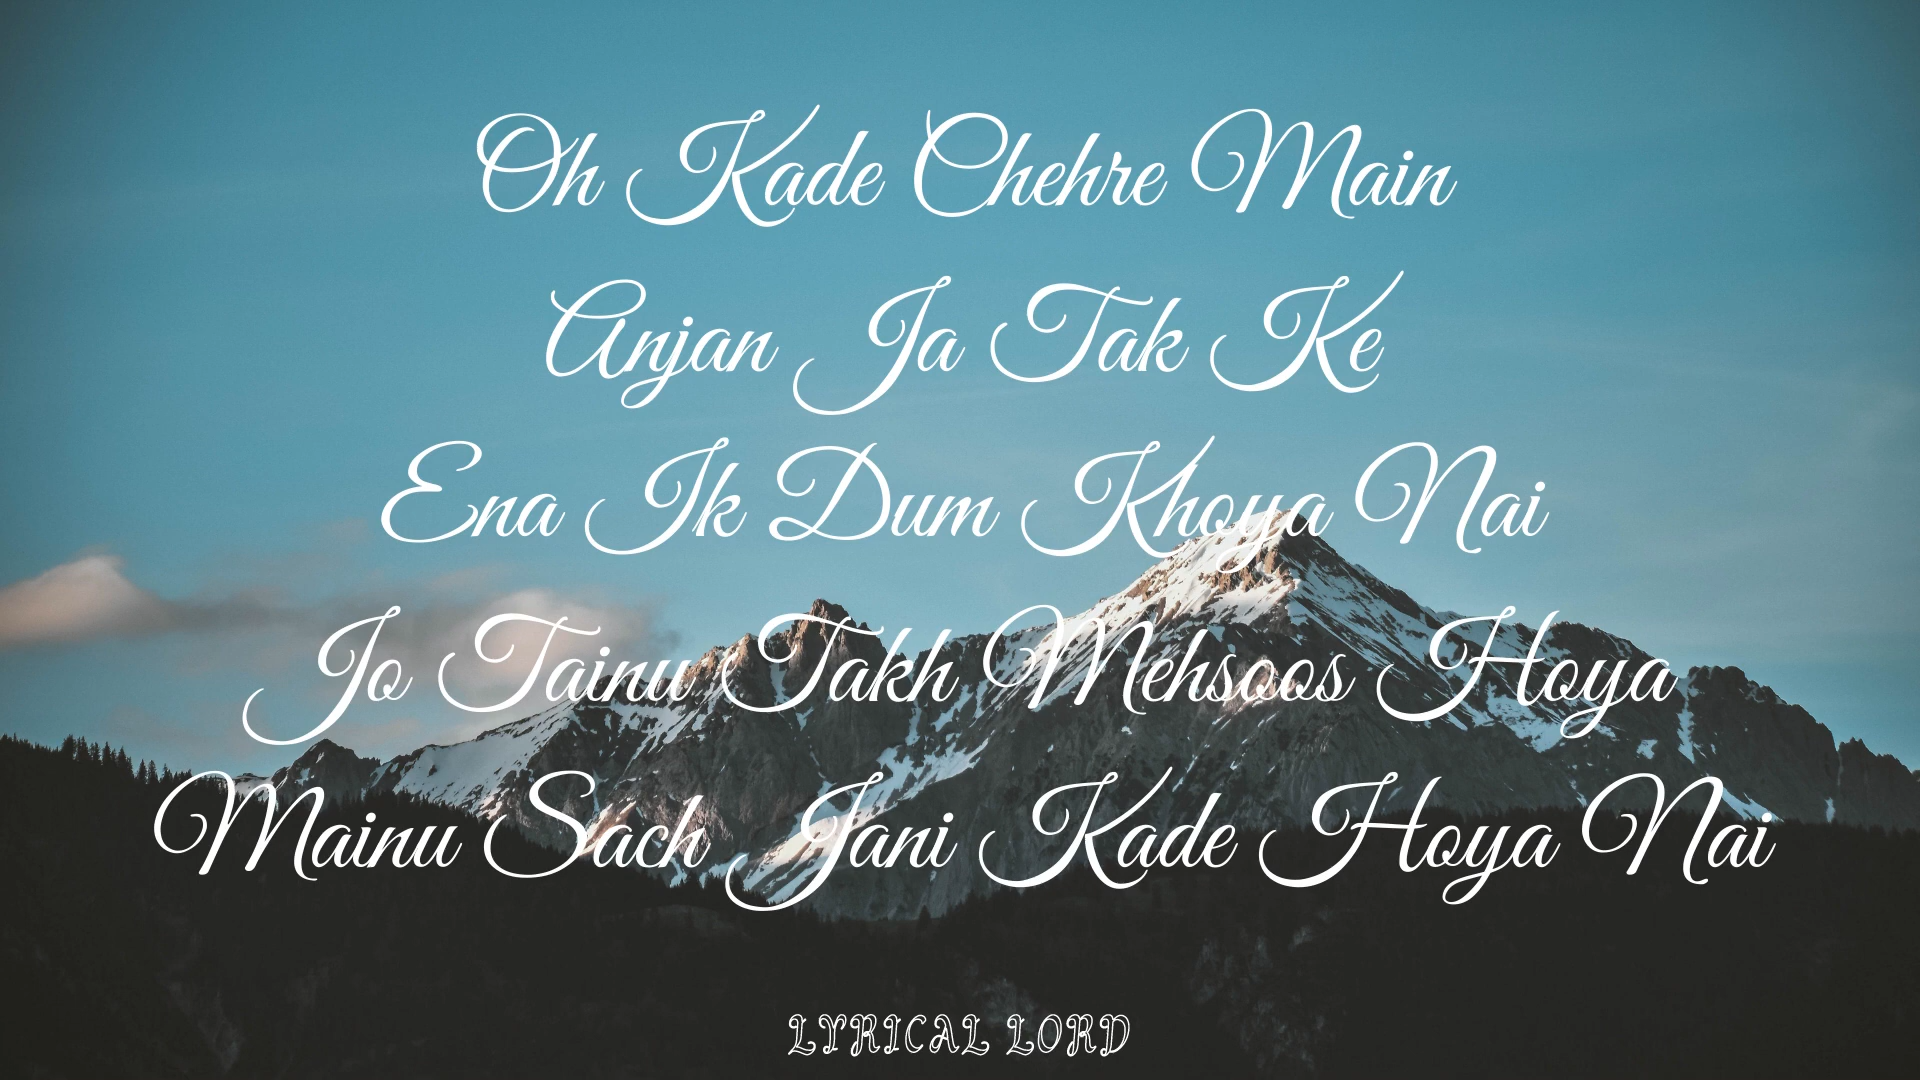 Oh Kade Chehre Main
Anjan Ja Tak Ke
Ena Ik Dum Khoya Nai
Jo Tainu Takh Mehsoos Hoya
Mainu Sach Jani Kade Hoya Nai
LYRICAL LORD